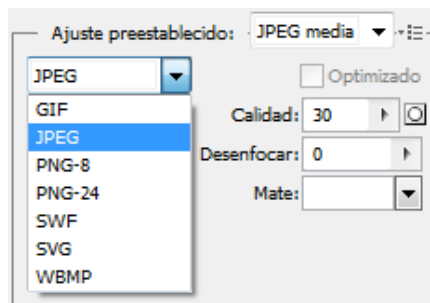 Ajuste preestablecido: JPEG media
JPEG Optimizado
GIF Calidad: 30
JPEG
PNG-8 Desenfocar: 0
PNG-24 Mate:
SWF
SVG
WBMP